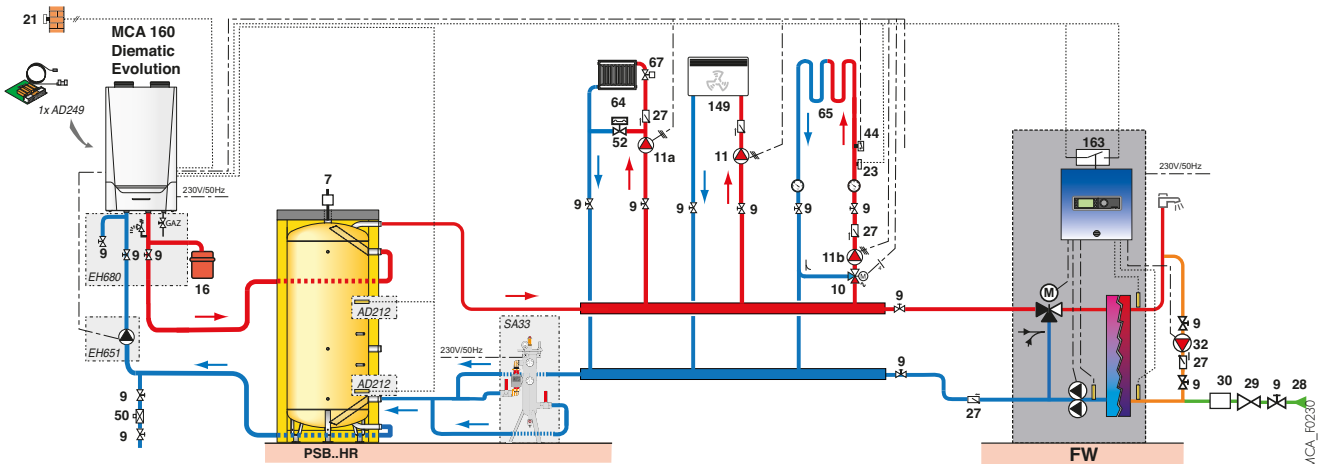 21
MCA 160
Diematic
Evolution
1x AD249
230V/50Hz
GAZ
9
9
9
EH680
16
EH651
9
50
9
7
AD212
AD212
PSB..HR
230V/50Hz
SA33
67
64
27
52
11a
149
11
65
44
23
9
9
9
9
9
9
27
11b
M
10
9
9
27
163
230V/50Hz
M
9
32
27
9
30
29
9
28
FW
MCA_F0230